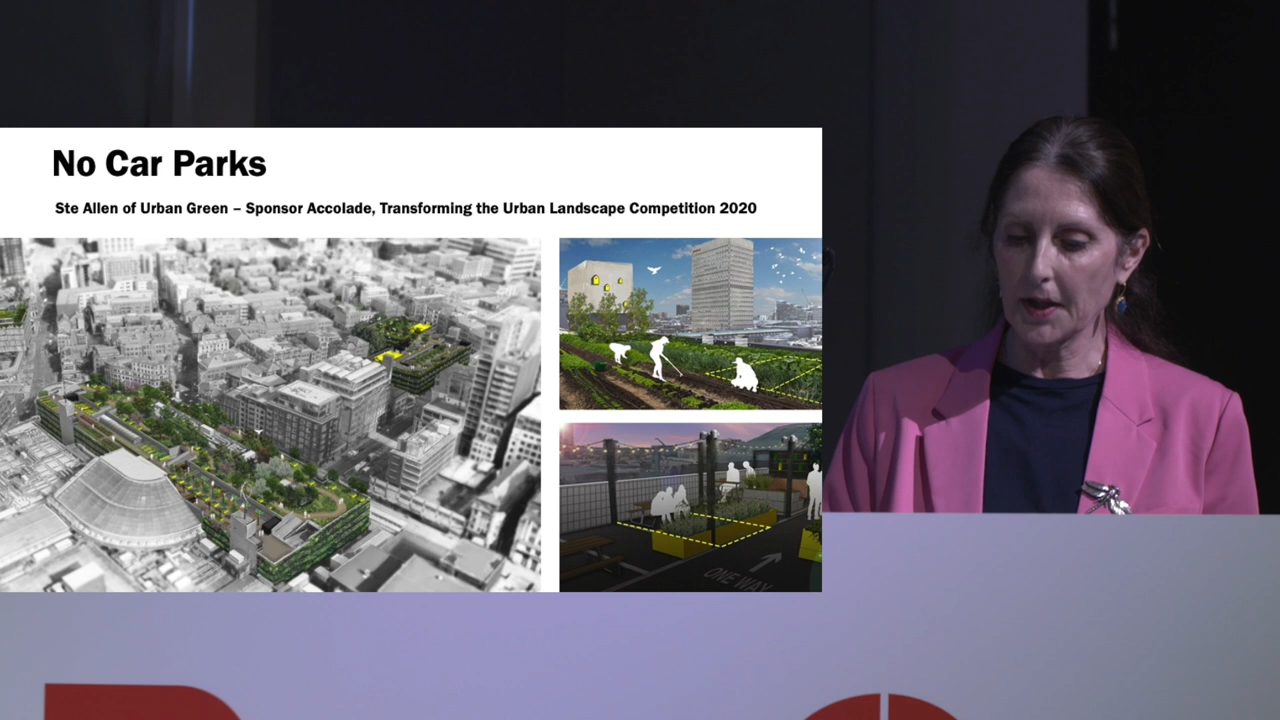 No Car Parks
Ste Allen of Urban Green – Sponsor Accolade, Transforming the Urban Landscape Competition 2020
ONE WAY